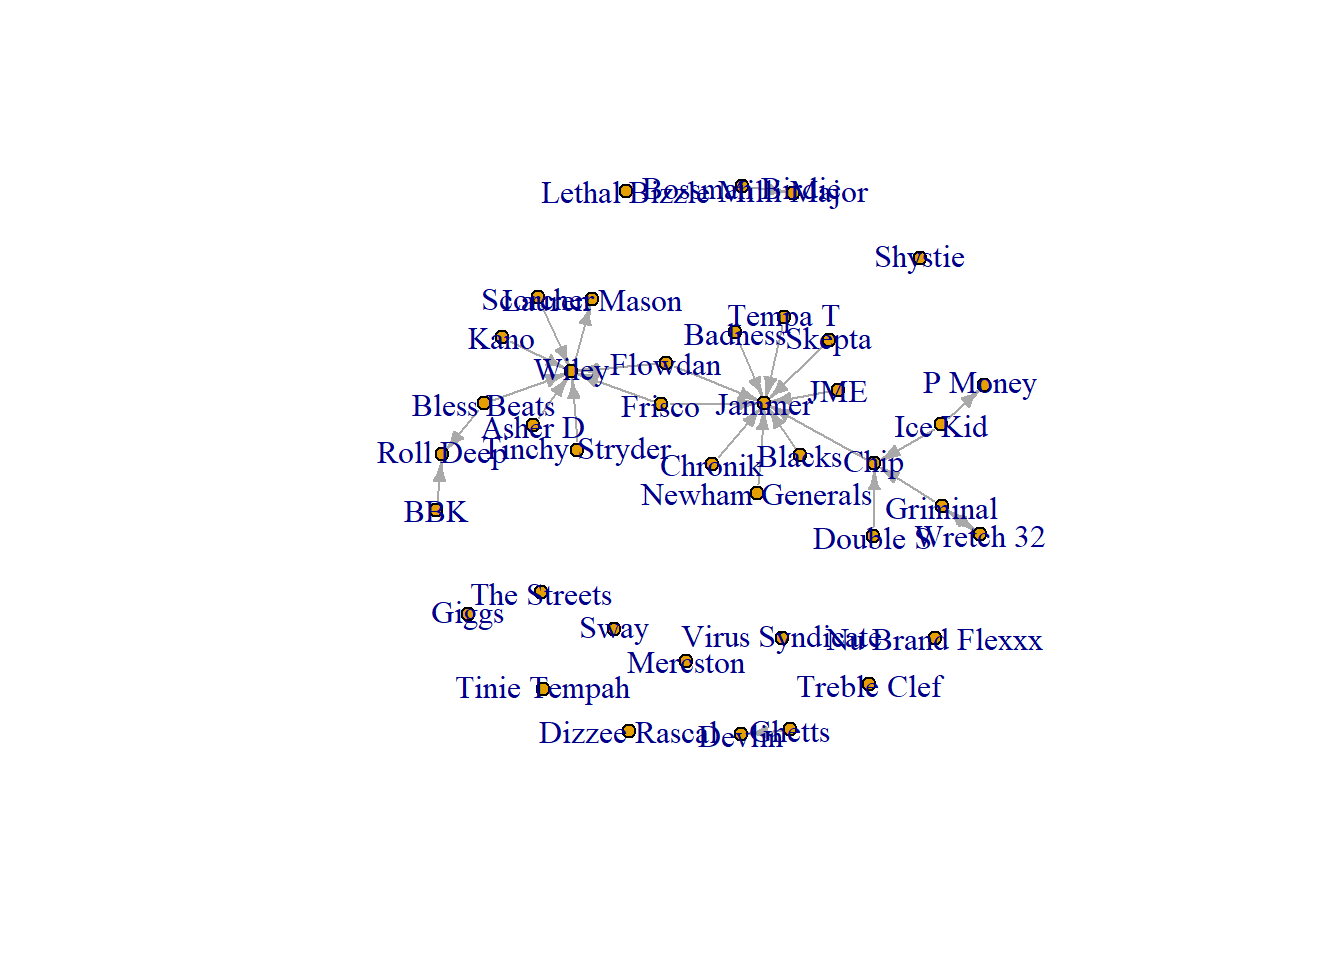 Bossman Birdie
Lethal Bizzle
Milli Major
Shystie
Scorcher
Lauren Mason
Tempa T
Badness
Skepta
Kano
Flowdan
Wiley
P Money
JME
Bless Beats
Frisco
Jammer
Asher D
Ice Kid
Roll Deep
Tinchy Stryder
Chronik
Blacks
Chip
Newham Generals
BBK
Griminal
Double S
Wretch 32
The Streets
Giggs
Sway
Virus Syndicate
Nu Brand Flexxx
Mercston
Tinie Tempah
Treble Clef
Dizzee Rascal
Devlin
Ghetts